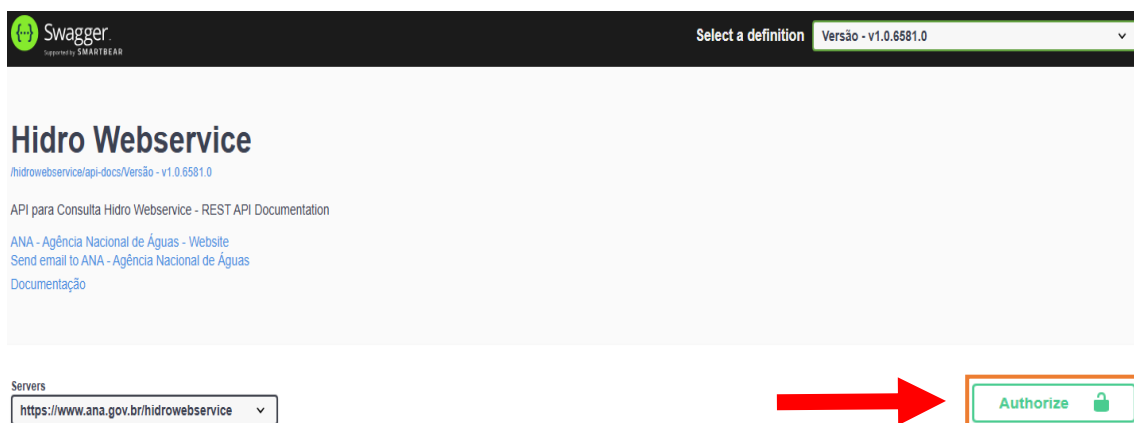 Swagger.
Supported by SMARTBEAR
Select a definition
Versão - v1.0.6581.0
Hidro Webservice
/hidrowebservice/api-docs/Versão - v1.0.6581.0
API para Consulta Hidro Webservice - REST API Documentation
ANA - Agência Nacional de Águas - Website
Send email to ANA - Agência Nacional de Águas
Documentação
Servers
https://www.ana.gov.br/hidrowebservice
Authorize